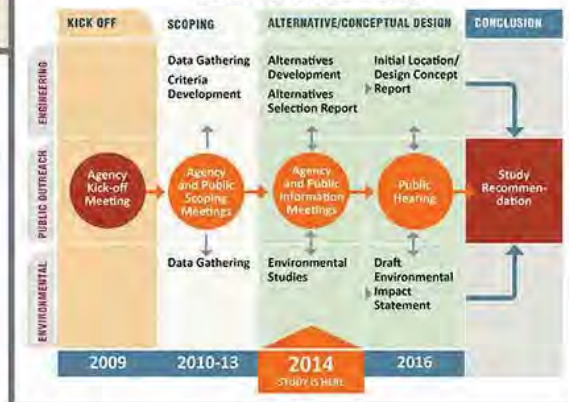 KICK OFF
SCOPING
ALTERNATIVE/CONCEPTUAL DESIGN
CONCLUSION
ENGINEERING
Data Gathering
Criteria
Development
Alternatives
Development
Alternatives
Selection Report
Initial Location/
Design Concept
Report
PUBLIC OUTREACH
Agency
Kick-off
Meeting
Agency
and Public
Scoping
Meetings
Agency
and Public
Information
Meetings
Public
Hearing
Study
Recommen-
dation
ENVIRONMENTAL
Data Gathering
Environmental
Studies
Draft
Environmental
Impact
Statement
2009
2010-13
2014
STUDY IS HERE
2016